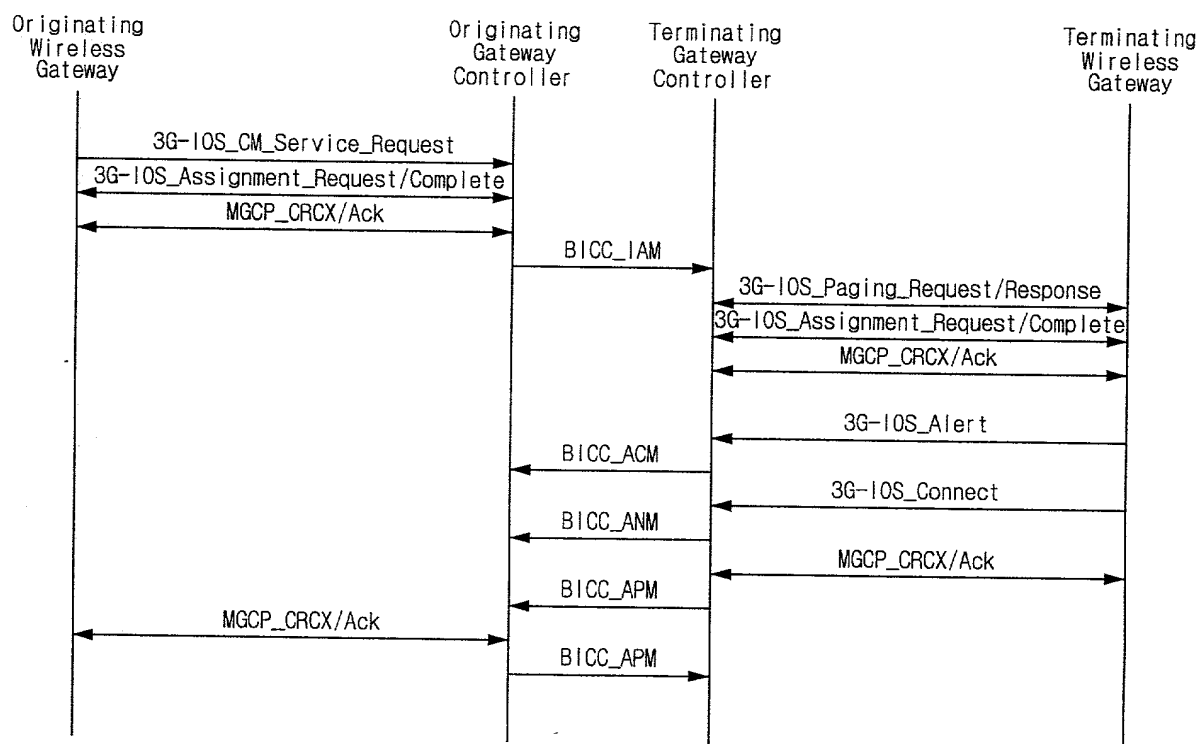 Originating
Wireless
Gateway
Originating
Gateway
Controller
Terminating
Gateway
Controller
Terminating
Wireless
Gateway
3G-IOS_CM_Service_Request
3G-IOS_Assignment_Request/Complete
MGCP_CRCX/Ack
BICC_IAM
3G-IOS_Paging_Request/Response
3G-IOS_Assignment_Request/Complete
MGCP_CRCX/Ack
3G-IOS_Alert
BICC_ACM
3G-IOS_Connect
BICC_ANM
MGCP_CRCX/Ack
BICC_APM
MGCP_CRCX/Ack
BICC_APM